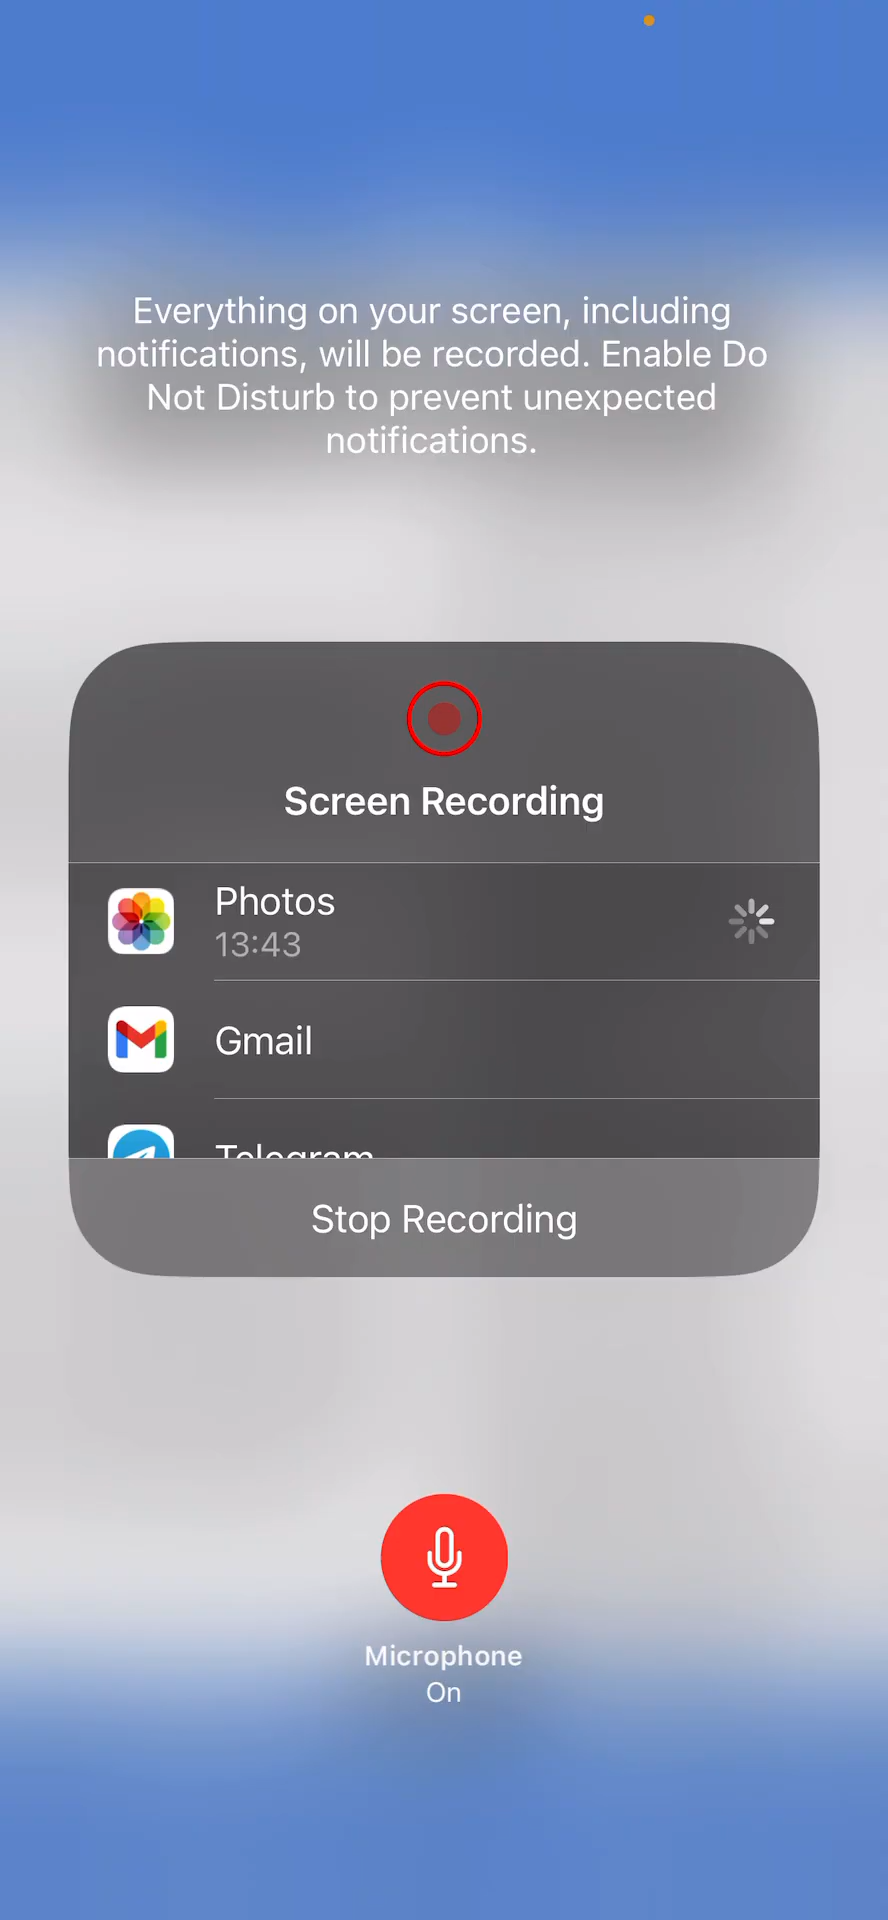 Everything on your screen, including
notifications, will be recorded. Enable Do
Not Disturb to prevent unexpected
notifications.
Screen Recording
Photos
13:43
Gmail
Telegram
Stop Recording
Microphone
On